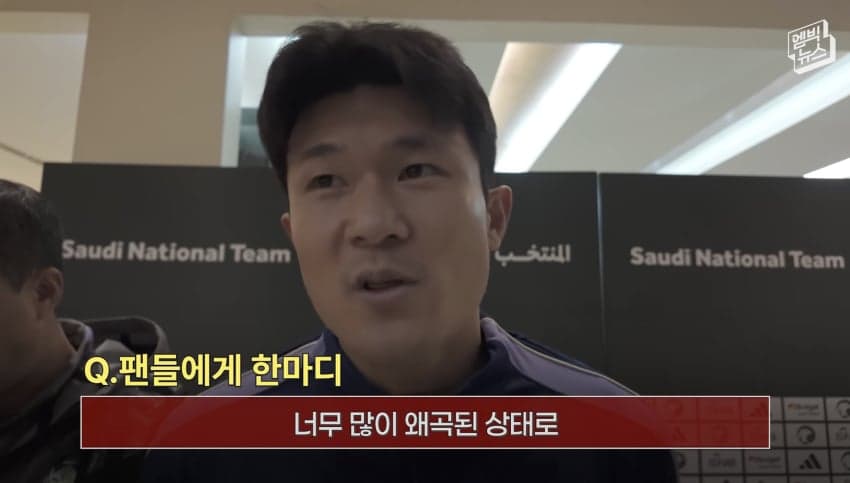 엠빅
뉴스
Saudi National Team
المنتخب
Saudi National Team
Q.팬들에게 한마디
너무 많이 왜곡된 상태로